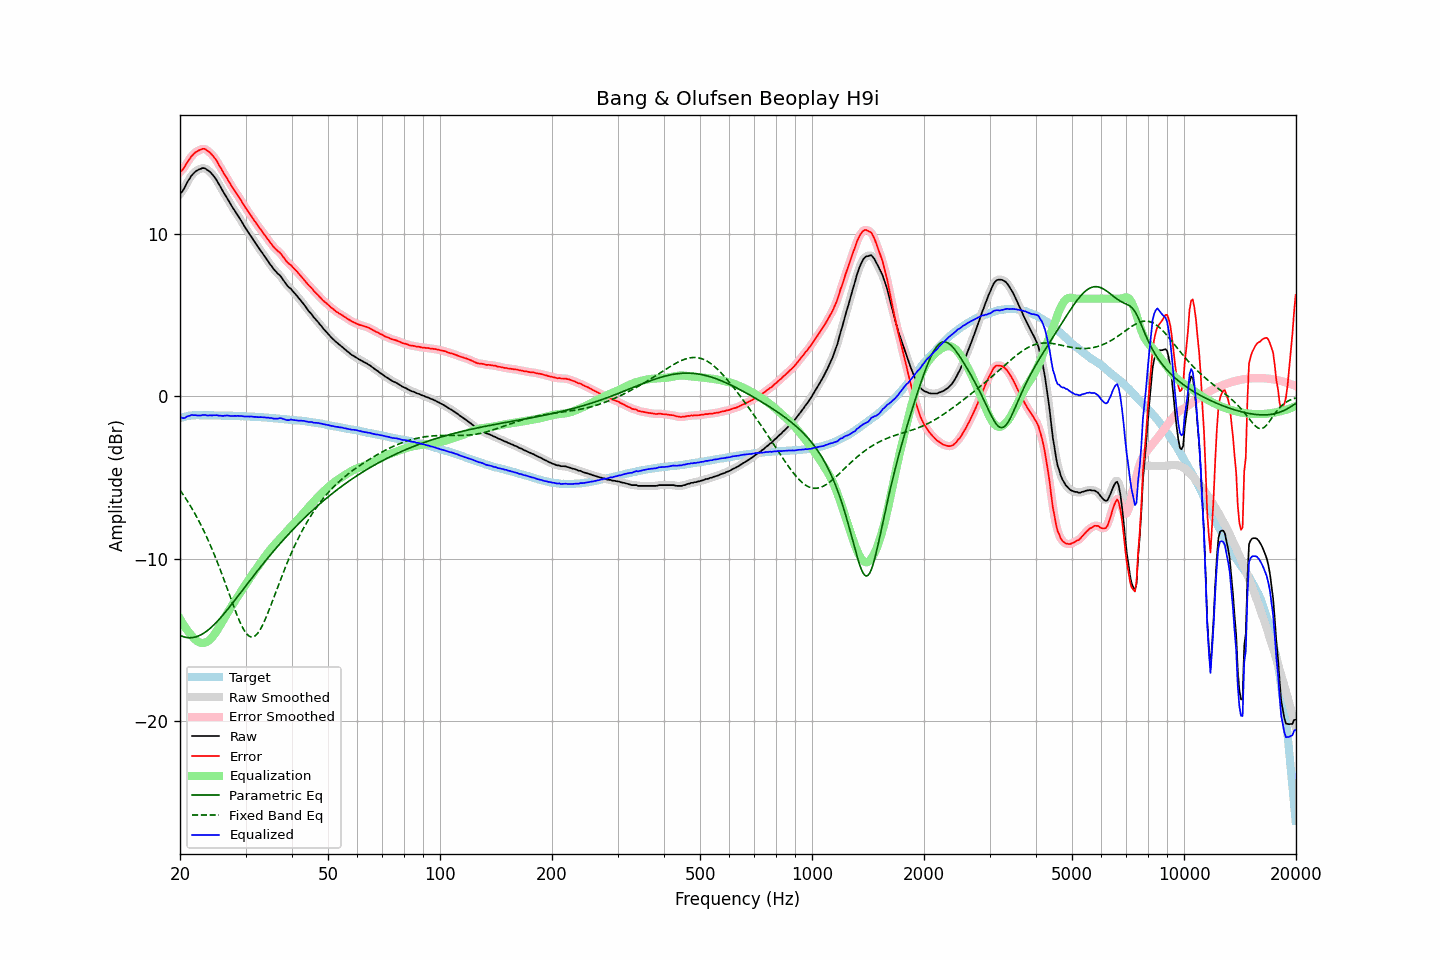 Bang & Olufsen Beoplay H9i
Amplitude (dBr)
10
0
−10
−20
Target
Raw Smoothed
Error Smoothed
Raw
Error
Equalization
Parametric Eq
Fixed Band Eq
Equalized
20 50 100 200 500 1000 2000 5000 10000 20000
Frequency (Hz)